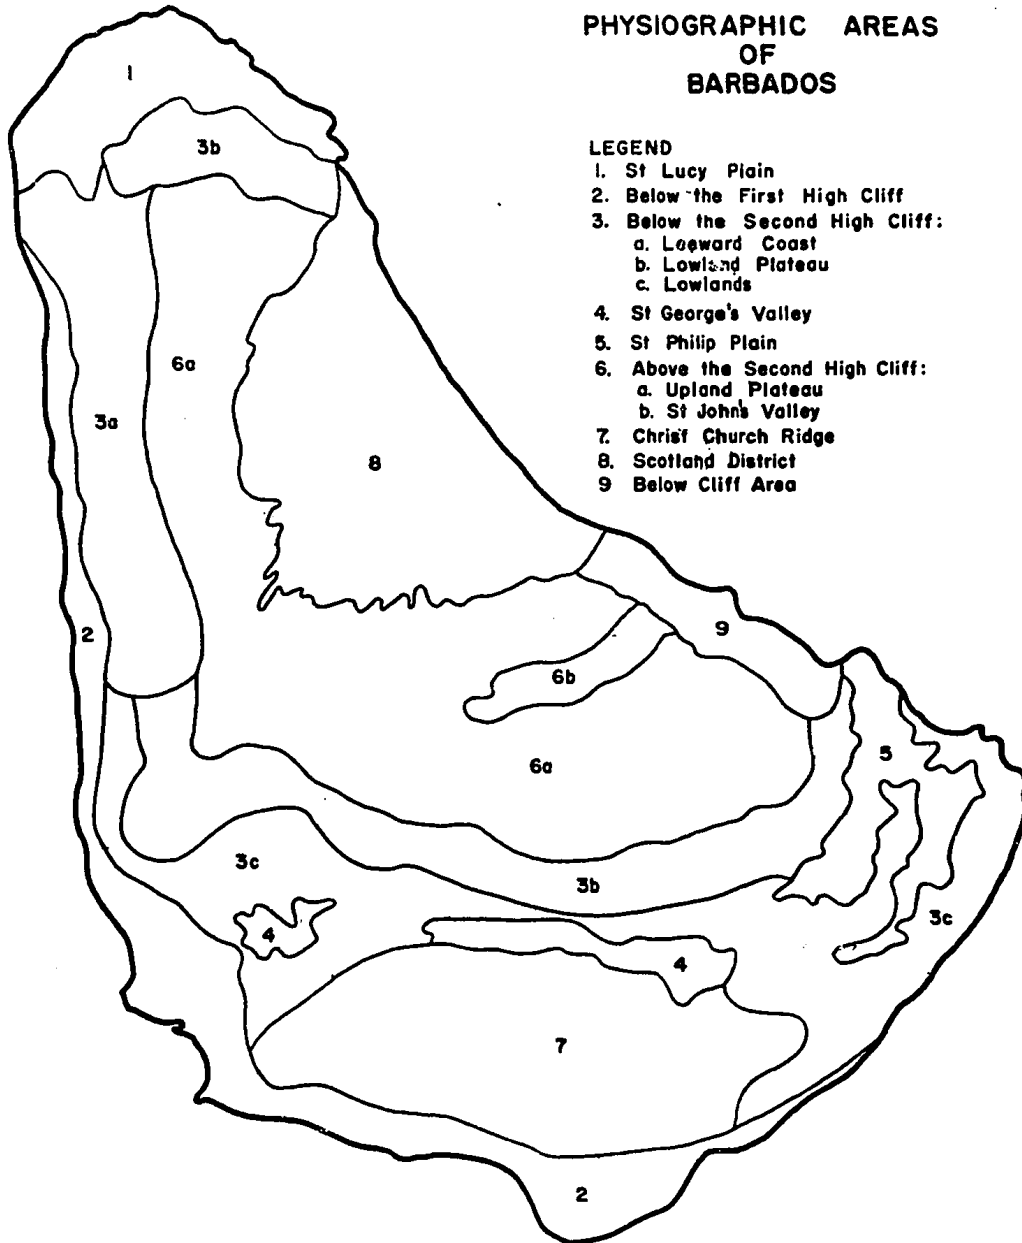 PHYSIOGRAPHIC AREAS
OF
BARBADOS
LEGEND
1. St Lucy Plain
2. Below the First High Cliff
3. Below the Second High Cliff:
a. Leeward Coast
b. Lowland Plateau
c. Lowlands
4. St George's Valley
5. St Philip Plain
6. Above the Second High Cliff:
a. Upland Plateau
b. St John's Valley
7. Christ Church Ridge
8. Scotland District
9 Below Cliff Area
1
3b
6a
3a
8
2
9
6b
5
6a
3c
3b
3c
4
4
7
2